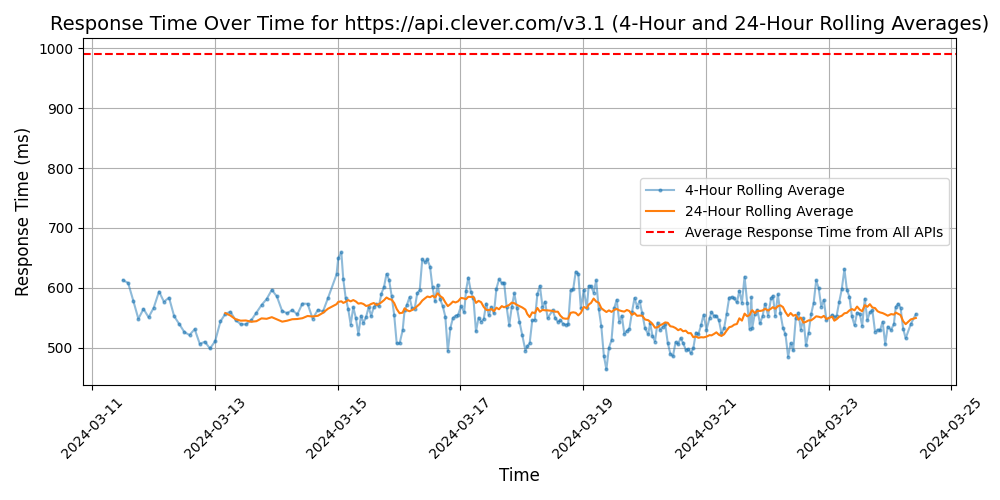 Response Time Over Time for https://api.clever.com/v3.1 (4-Hour and 24-Hour Rolling Averages)
Response Time (ms)
1000
900
800
700
600
500
4-Hour Rolling Average
24-Hour Rolling Average
Average Response Time from All APIs
2024-03-11
2024-03-13
2024-03-15
2024-03-17
2024-03-19
2024-03-21
2024-03-23
2024-03-25
Time